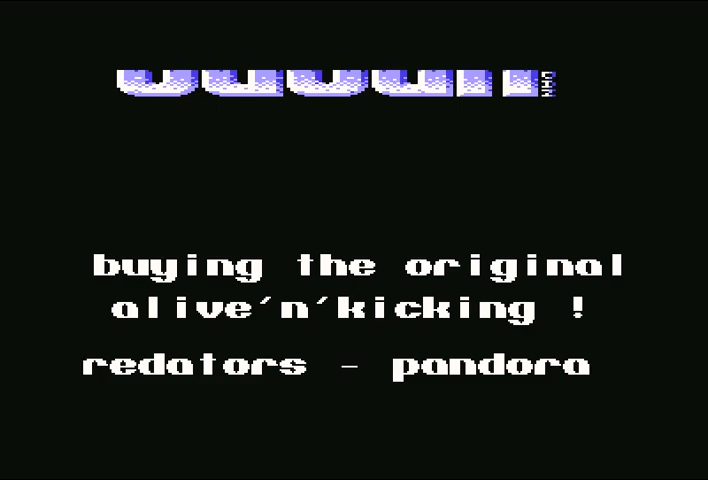 buying the original
alive'n'kicking !
redators - pandora